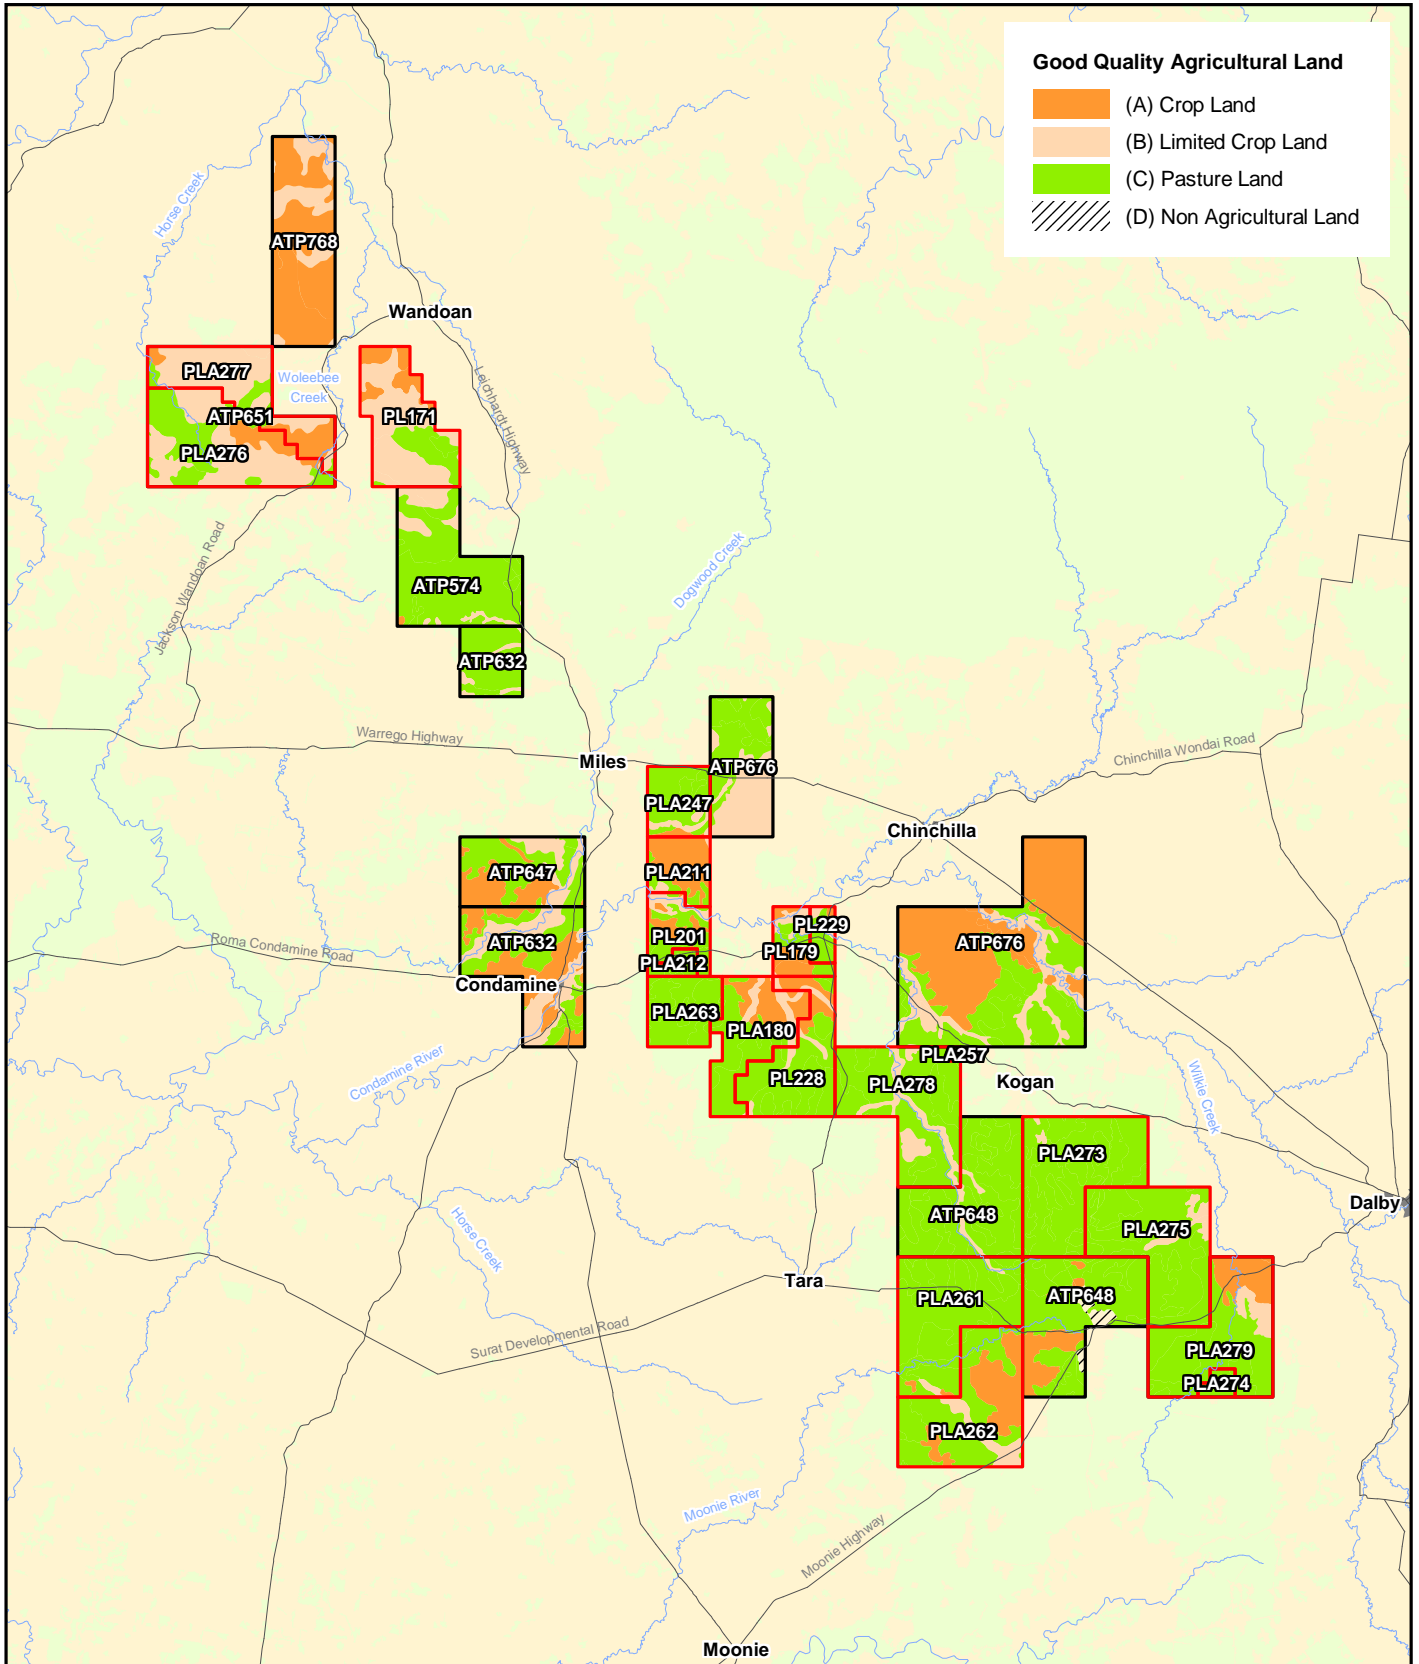 Good Quality Agricultural Land
(A) Crop Land
(B) Limited Crop Land
(C) Pasture Land
(D) Non Agricultural Land
Horse Creek
ATP768
Wandoan
PLA277
Woleebee
Creek
Leichhardt Highway
ATP651
PL171
PLA276
Jackson Wandoan Road
ATP574
Dogwood Creek
ATP632
Warrego Highway
Miles
ATP676
Chinchilla Wondai Road
PLA247
Chinchilla
PLA211
ATP647
PL229
PL201
ATP632
PL179
ATP676
Roma Condamine Road
PLA212
Condamine
PLA263
PLA180
PLA257
Condamine River
PL228
PLA278
Kogan
Wilkie Creek
PLA273
Dalby
Horse Creek
ATP648
PLA275
Tara
PLA261
ATP648
Surat Developmental Road
PLA279
PLA274
PLA262
Moonie River
Moonie Highway
Moonie